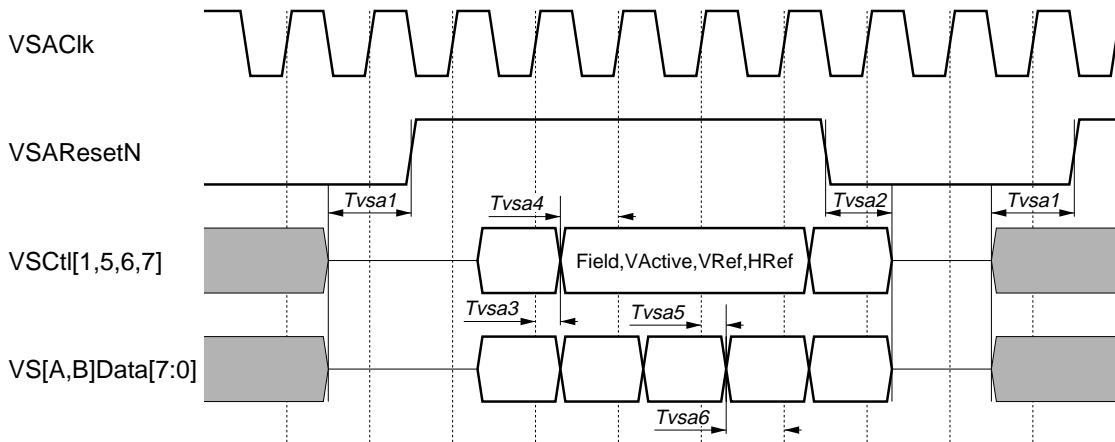 VSAClk
VSAResetN
Tvsa1
Tvsa4
Tvsa2
Tvsa1
VSCtl[1,5,6,7]
Field,VActive,VRef,HRef
Tvsa3
Tvsa5
VS[A,B]Data[7:0]
Tvsa6